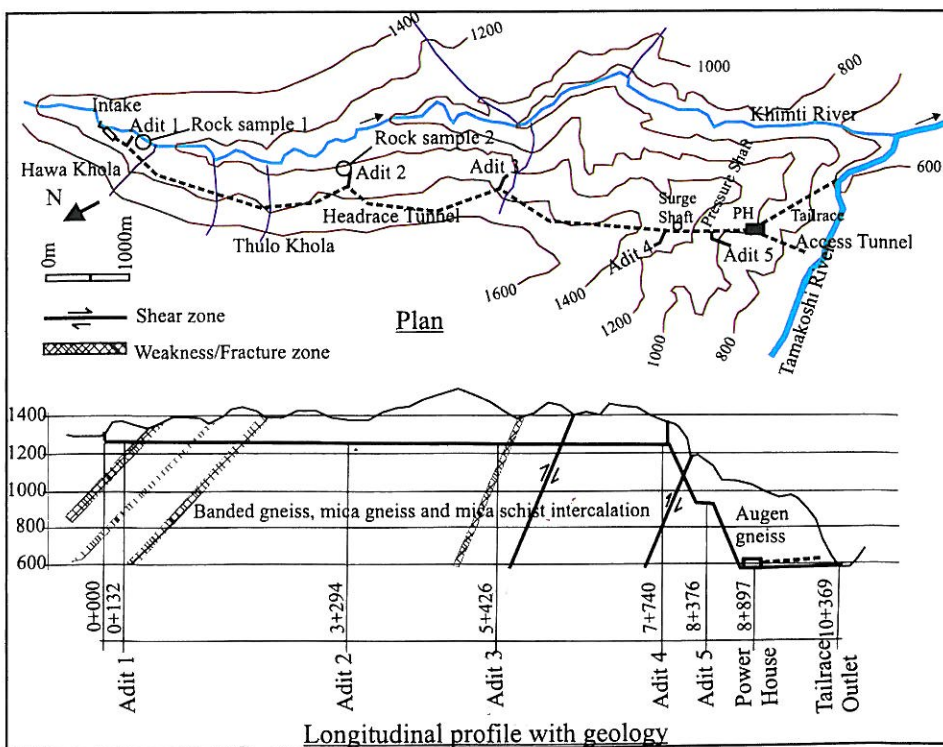 1400
1200
1000
800
Intake
Adit 1
Rock sample 1
Khimti River
Rock sample 2
600
Hawa Khola
Adit 2
Adit 3
N
Surge
Shaft
Pressure Shaft
PH
Tailrace
Headrace Tunnel
Thulo Khola
Adit 4
Adit 5
Access Tunnel
0m
1000m
1600
1400
1200
1000
800
Tamakoshi River
Plan
Shear zone
Weakness/Fracture zone
1400
1200
1000
800
600
Banded gneiss, mica gneiss and mica schist intercalation
Augen
gneiss
0+000
0+132
3+294
5+426
7+740
8+376
8+897
10+369
Adit 1
Adit 2
Adit 3
Adit 4
Adit 5
Power
House
Tailrace
Outlet
Longitudinal profile with geology